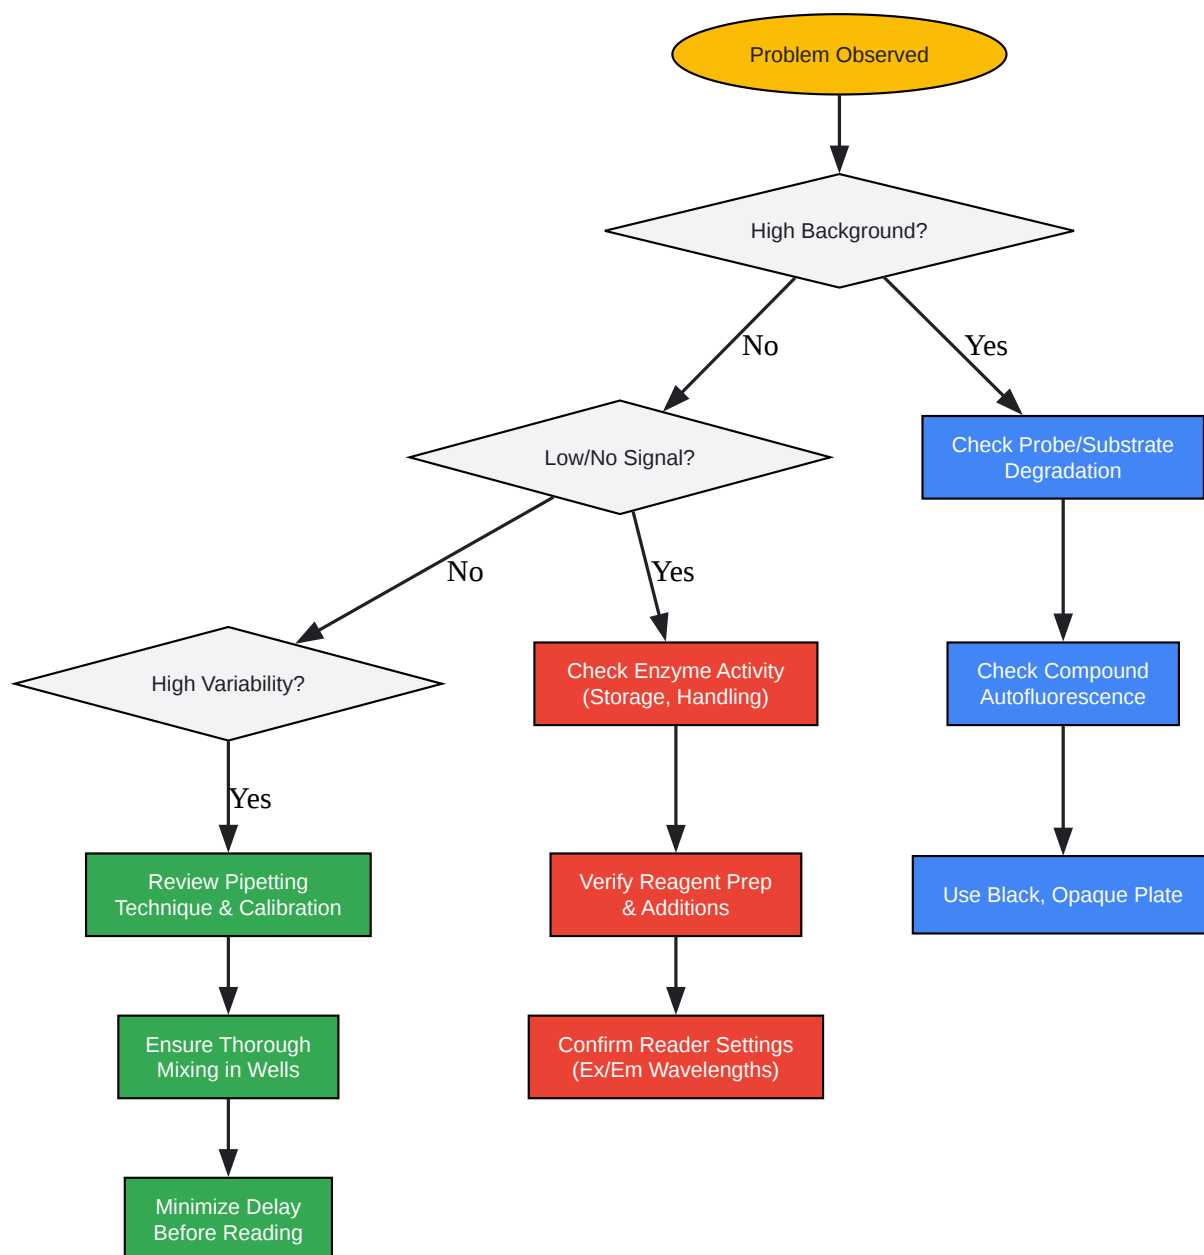 Problem Observed
High Background?
No
Yes
Low/No Signal?
Check Probe/Substrate
Degradation
No
Yes
High Variability?
Check Enzyme Activity
(Storage, Handling)
Check Compound
Autofluorescence
Yes
Review Pipetting
Technique & Calibration
Verify Reagent Prep
& Additions
Use Black, Opaque Plate
Ensure Thorough
Mixing in Wells
Confirm Reader Settings
(Ex/Em Wavelengths)
Minimize Delay
Before Reading